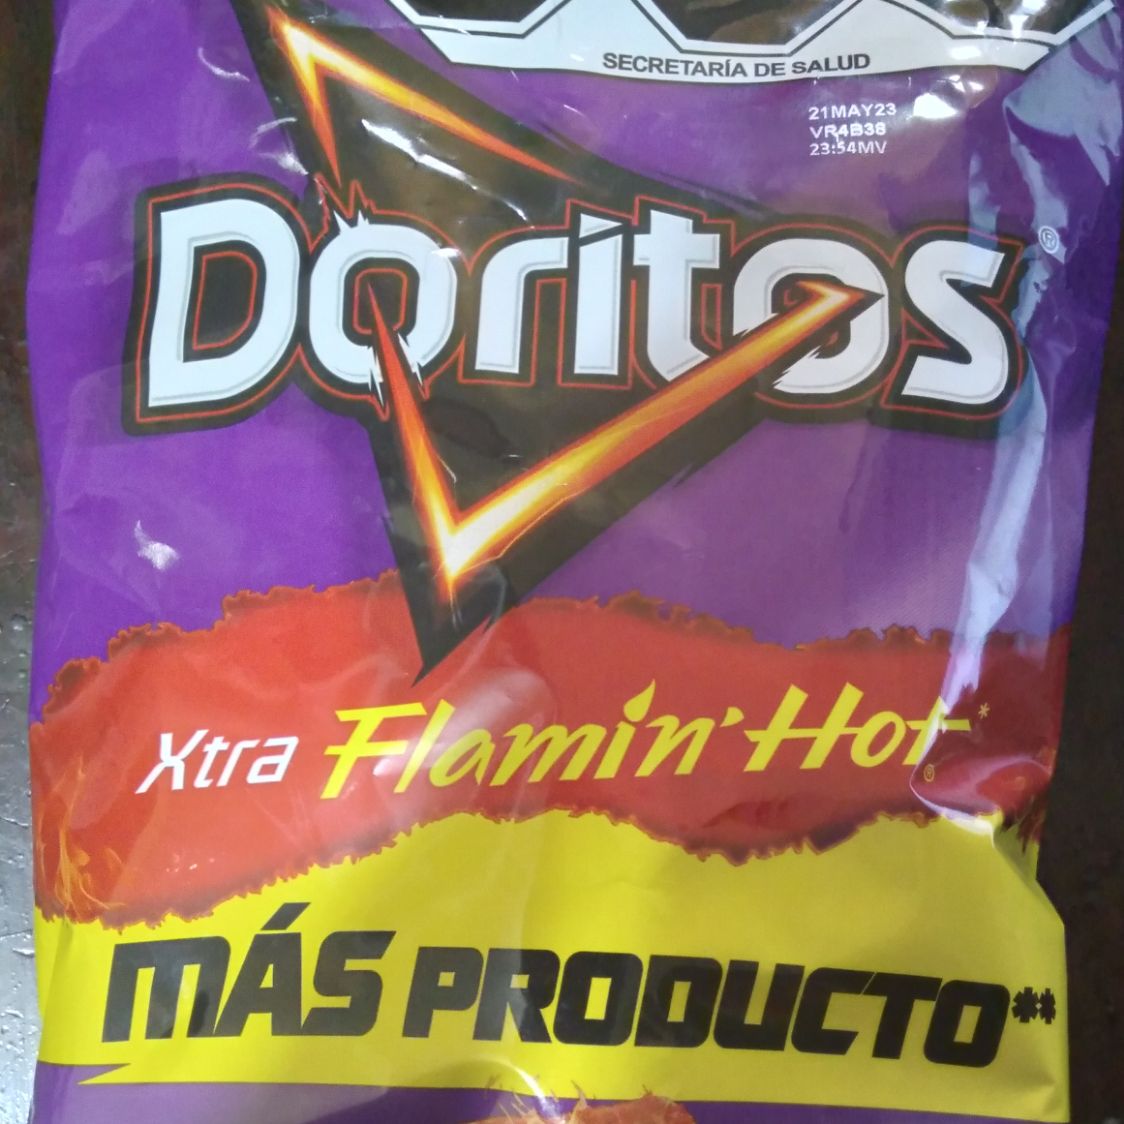 SECRETARÍA DE SALUD
21MAY23
VR4B38
23:54MV
Doritos®
Xtra Flamin' Hot®*
MÁS PRODUCTO**